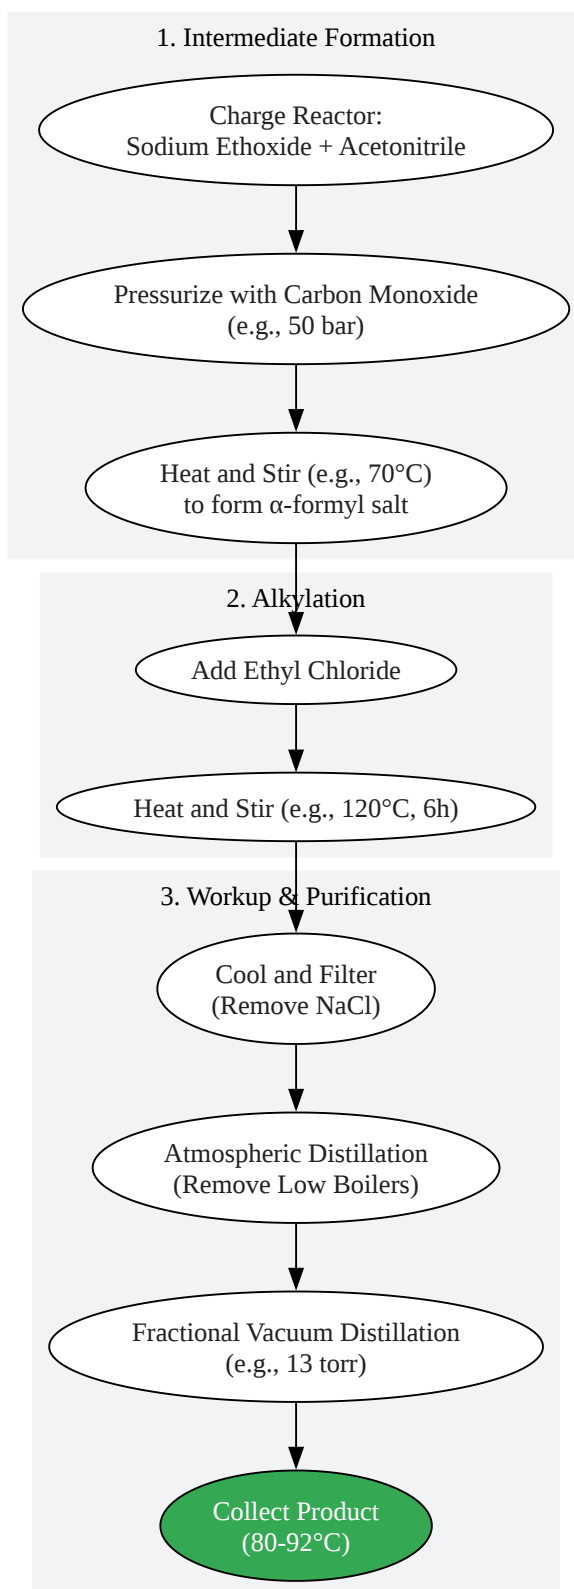 1. Intermediate Formation
Charge Reactor:
Sodium Ethoxide + Acetonitrile
Pressurize with Carbon Monoxide
(e.g., 50 bar)
Heat and Stir (e.g., 70°C)
to form α-formyl salt
2. Alkylation
Add Ethyl Chloride
Heat and Stir (e.g., 120°C, 6h)
3. Workup & Purification
Cool and Filter
(Remove NaCl)
Atmospheric Distillation
(Remove Low Boilers)
Fractional Vacuum Distillation
(e.g., 13 torr)
Collect Product
(80-92°C)